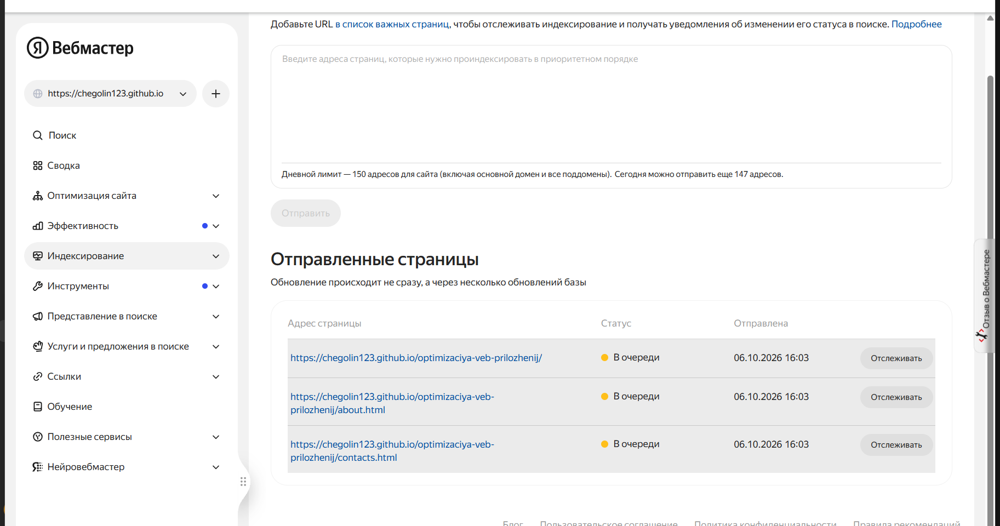 Добавьте URL в список важных страниц, чтобы отслеживать индексирование и получать уведомления об изменении его статуса в поиске. Подробнее
Я Вебмастер
https://chegolin123.github.io
Поиск
Сводка
Оптимизация сайта
Эффективность
Индексирование
Инструменты
Представление в поиске
Услуги и предложения в поиске
Ссылки
Обучение
Полезные сервисы
Нейровебмастер
Введите адреса страниц, которые нужно проиндексировать в приоритетном порядке
Дневной лимит — 150 адресов для сайта (включая основной домен и все поддомены). Сегодня можно отправить еще 147 адресов.
Отправить
Отправленные страницы
Обновление происходит не сразу, а через несколько обновлений базы
Адрес страницы Статус Отправлена
https://chegolin123.github.io/optimizaciya-veb-prilozhenij/ В очереди 06.10.2026 16:03 Отслеживать
https://chegolin123.github.io/optimizaciya-veb- В очереди 06.10.2026 16:03 Отслеживать
prilozhenij/about.html
https://chegolin123.github.io/optimizaciya-veb- В очереди 06.10.2026 16:03 Отслеживать
prilozhenij/contacts.html
Отзыв о Вебмастере
Блог Пользовательское соглашение Политика конфиденциальности Правила рекомендаций